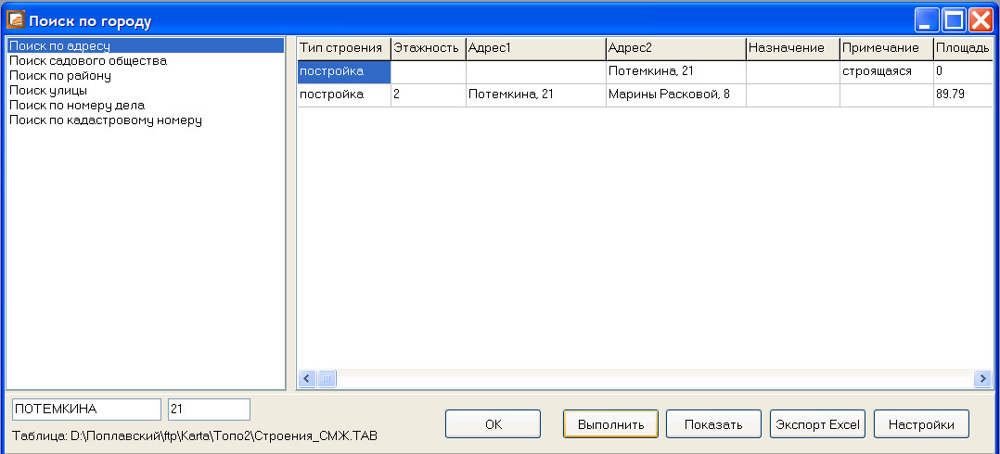 Поиск по городу
Поиск по адресу
Поиск садового общества
Поиск по району
Поиск улицы
Поиск по номеру дела
Поиск по кадастровому номеру
Тип строения Этажность Адрес1 Адрес2 Назначение Примечание Площадь
постройка Потемкина, 21 строящаяся 0
постройка 2 Потемкина, 21 Марины Расковой, 8 89.79
ПОТЕМКИНА 21
Таблица: D:\Поплавский\ftp\Karta\Топо2\Строения_СМЖ.TAB
OK Выполнить Показать Экспорт Excel Настройки